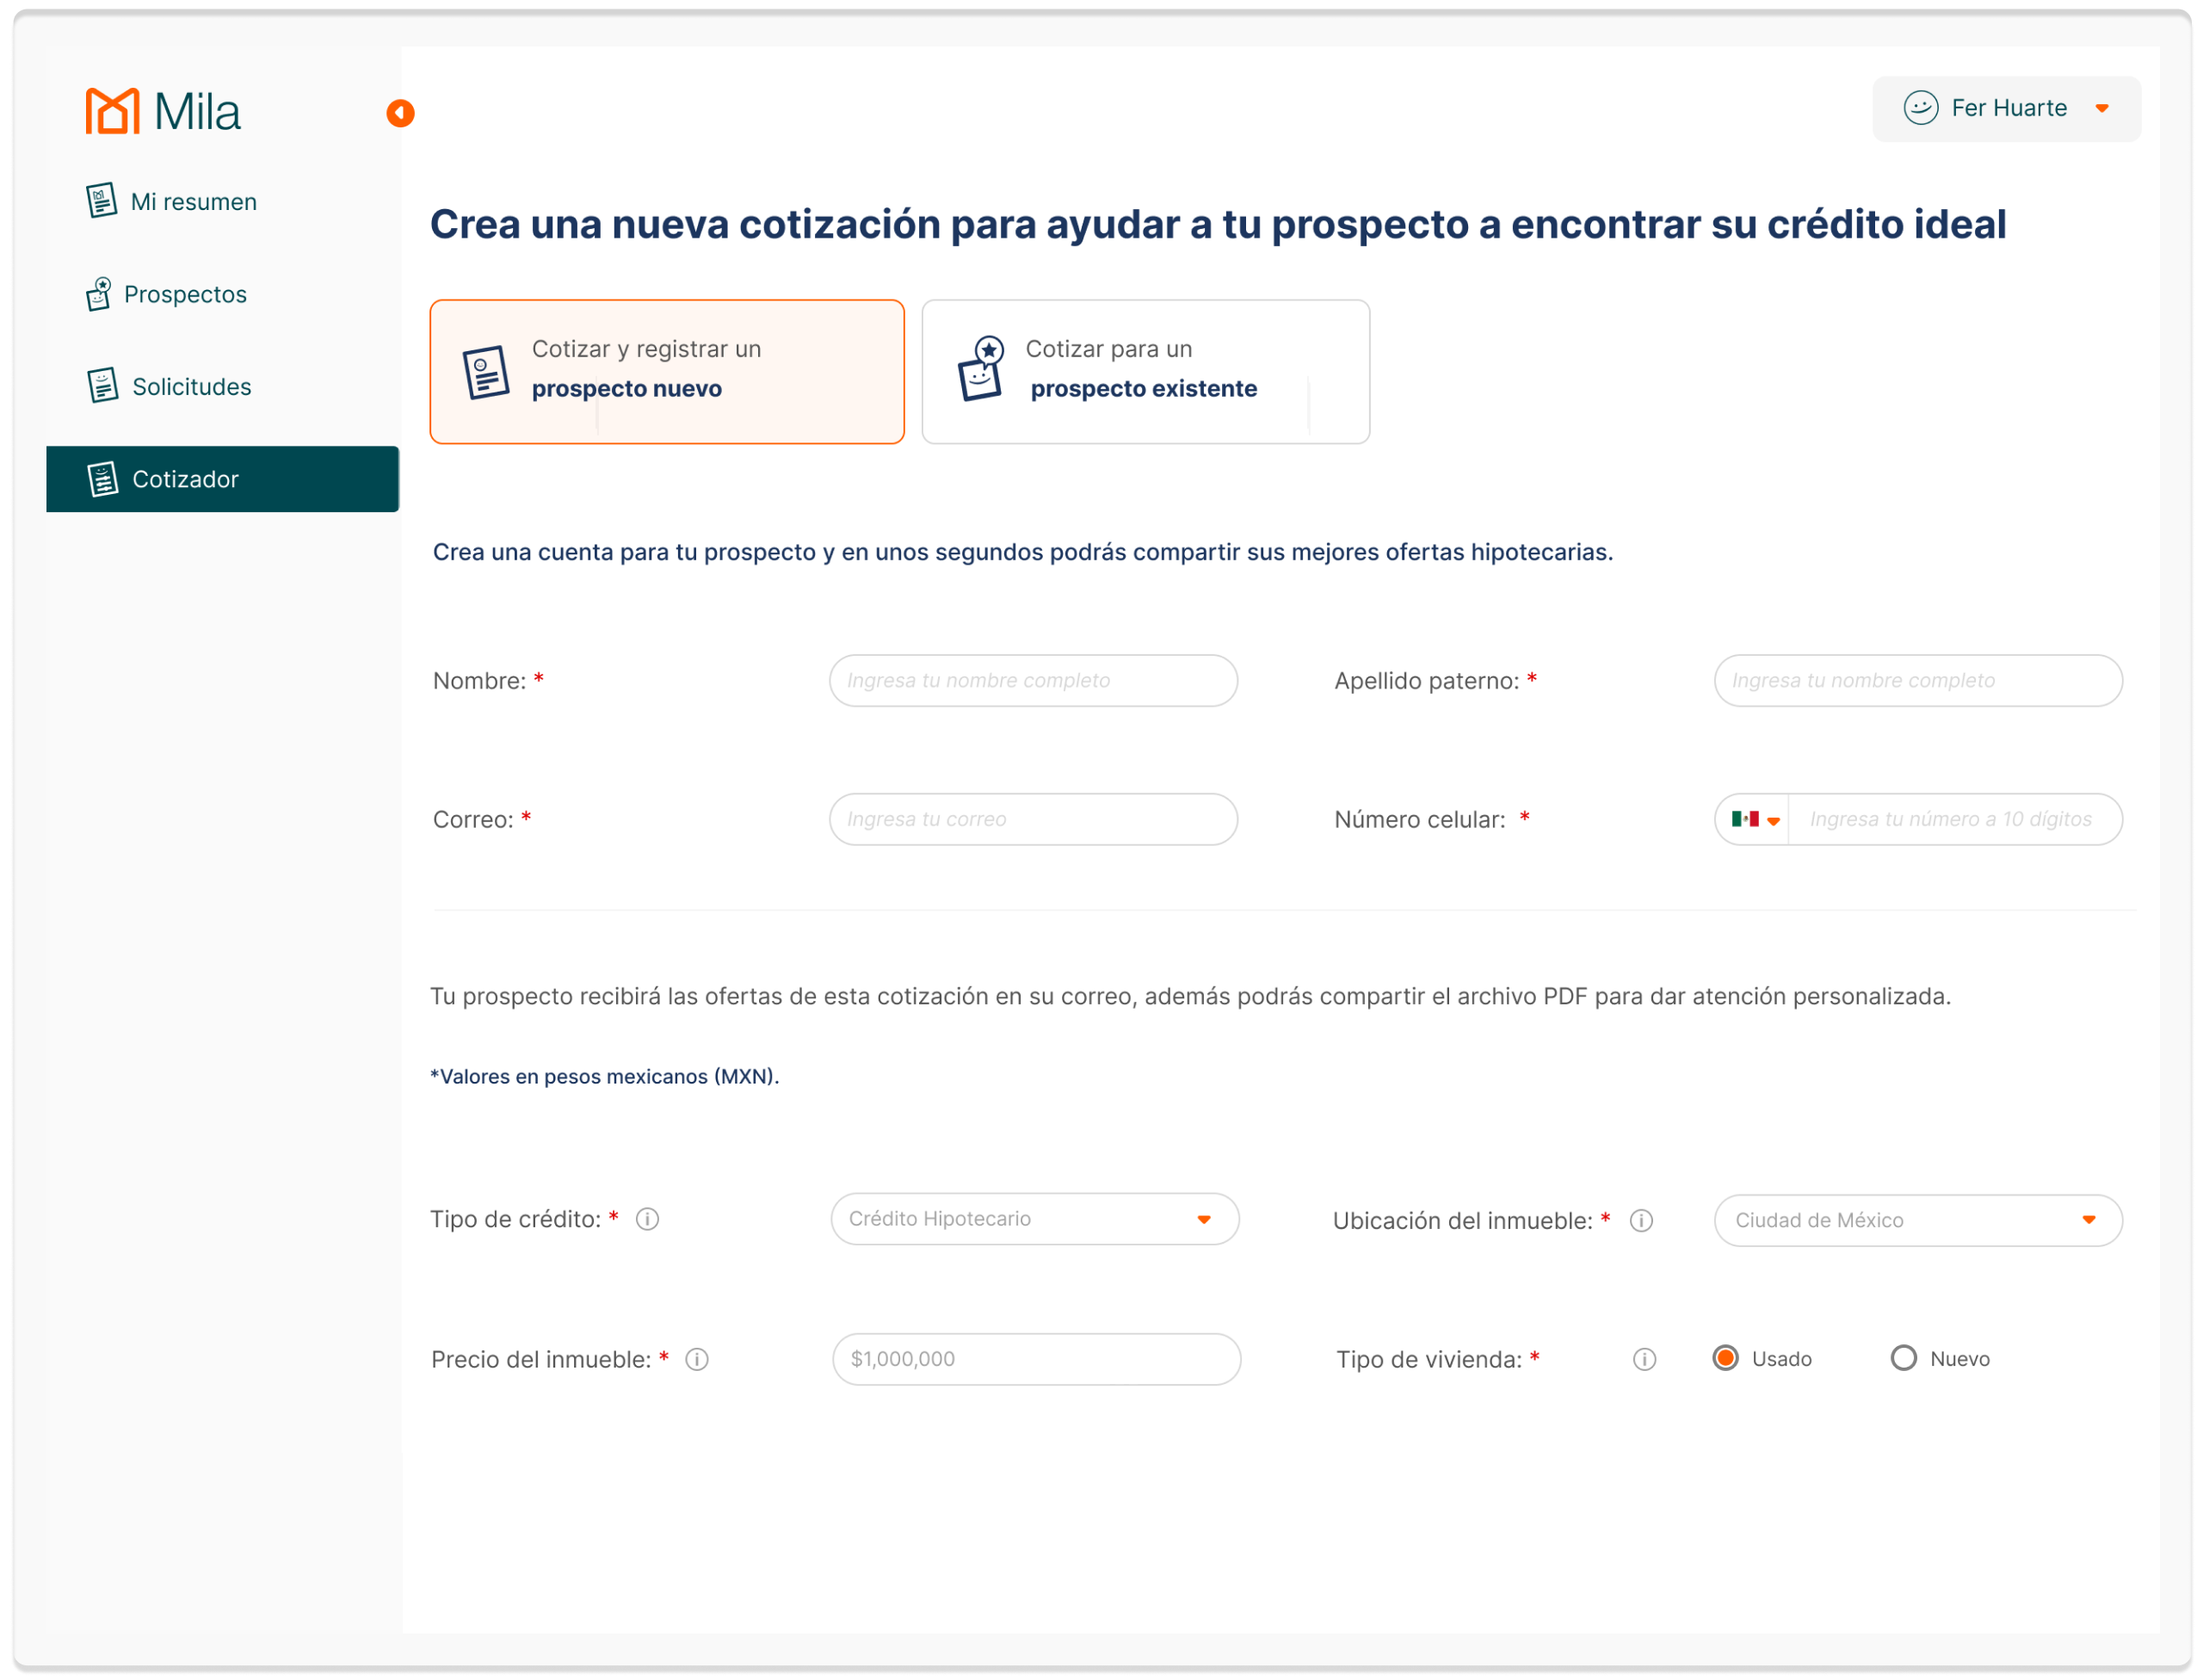 Mila
Fer Huarte
Mi resumen
Prospectos
Solicitudes
Cotizador
Crea una nueva cotización para ayudar a tu prospecto a encontrar su crédito ideal
Cotizar y registrar un
prospecto nuevo
Cotizar para un
prospecto existente
Crea una cuenta para tu prospecto y en unos segundos podrás compartir sus mejores ofertas hipotecarias.
Nombre: *
Ingresa tu nombre completo
Apellido paterno: *
Ingresa tu nombre completo
Correo: *
Ingresa tu correo
Número celular: *
Ingresa tu número a 10 dígitos
Tu prospecto recibirá las ofertas de esta cotización en su correo, además podrás compartir el archivo PDF para dar atención personalizada.
*Valores en pesos mexicanos (MXN).
Tipo de crédito: *
Crédito Hipotecario
Ubicación del inmueble: *
Ciudad de México
Precio del inmueble: *
$1,000,000
Tipo de vivienda: *
Usado
Nuevo